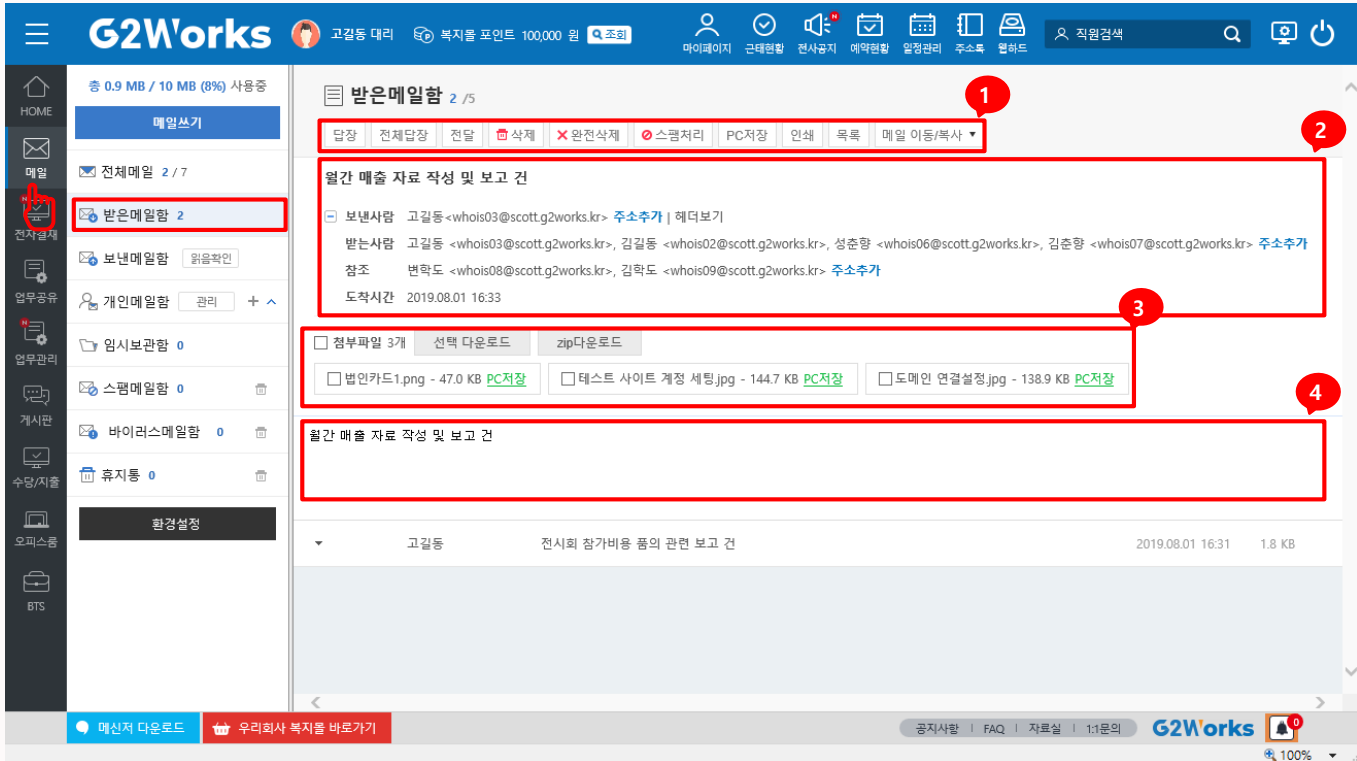 G2Works 고길동 대리 복지몰 포인트 100,000 원 조회 마이페이지 근태현황 전사공지 예약현황 일정관리 주소록 웹하드 직원검색
HOME
메일
전자결재
업무공유
업무관리
게시판
수당/지출
오피스룸
BTS
총 0.9 MB / 10 MB (8%) 사용중
메일쓰기
전체메일 2 / 7
받은메일함 2
보낸메일함 읽음확인
개인메일함 관리
임시보관함 0
스팸메일함 0
바이러스메일함 0
휴지통 0
환경설정
받은메일함 2 /5
1
답장 전체답장 전달 삭제 완전삭제 스팸처리 PC저장 인쇄 목록 메일 이동/복사 ▼
2
월간 매출 자료 작성 및 보고 건
보낸사람 고길동<whois03@scott.g2works.kr> 주소추가 | 헤더보기
받는사람 고길동 <whois03@scott.g2works.kr>, 김길동 <whois02@scott.g2works.kr>, 성춘향 <whois06@scott.g2works.kr>, 김춘향 <whois07@scott.g2works.kr> 주소추가
참조 변학도 <whois08@scott.g2works.kr>, 김학도 <whois09@scott.g2works.kr> 주소추가
도착시간 2019.08.01 16:33
3
첨부파일 3개 선택 다운로드 zip다운로드
법인카드1.png - 47.0 KB PC저장 테스트 사이트 계정 세팅.jpg - 144.7 KB PC저장 도메인 연결설정.jpg - 138.9 KB PC저장
4
월간 매출 자료 작성 및 보고 건
고길동 전시회 참가비용 품의 관련 보고 건 2019.08.01 16:31 1.8 KB
메신저 다운로드 우리회사 복지몰 바로가기 공지사항 | FAQ | 자료실 | 1:1문의 G2Works 0
100%